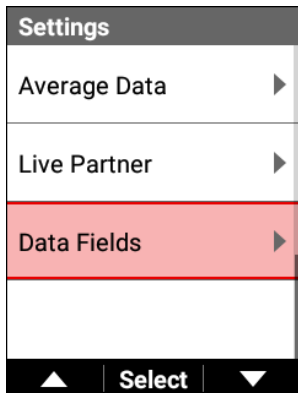 Settings
Average Data
Live Partner
Data Fields
Select